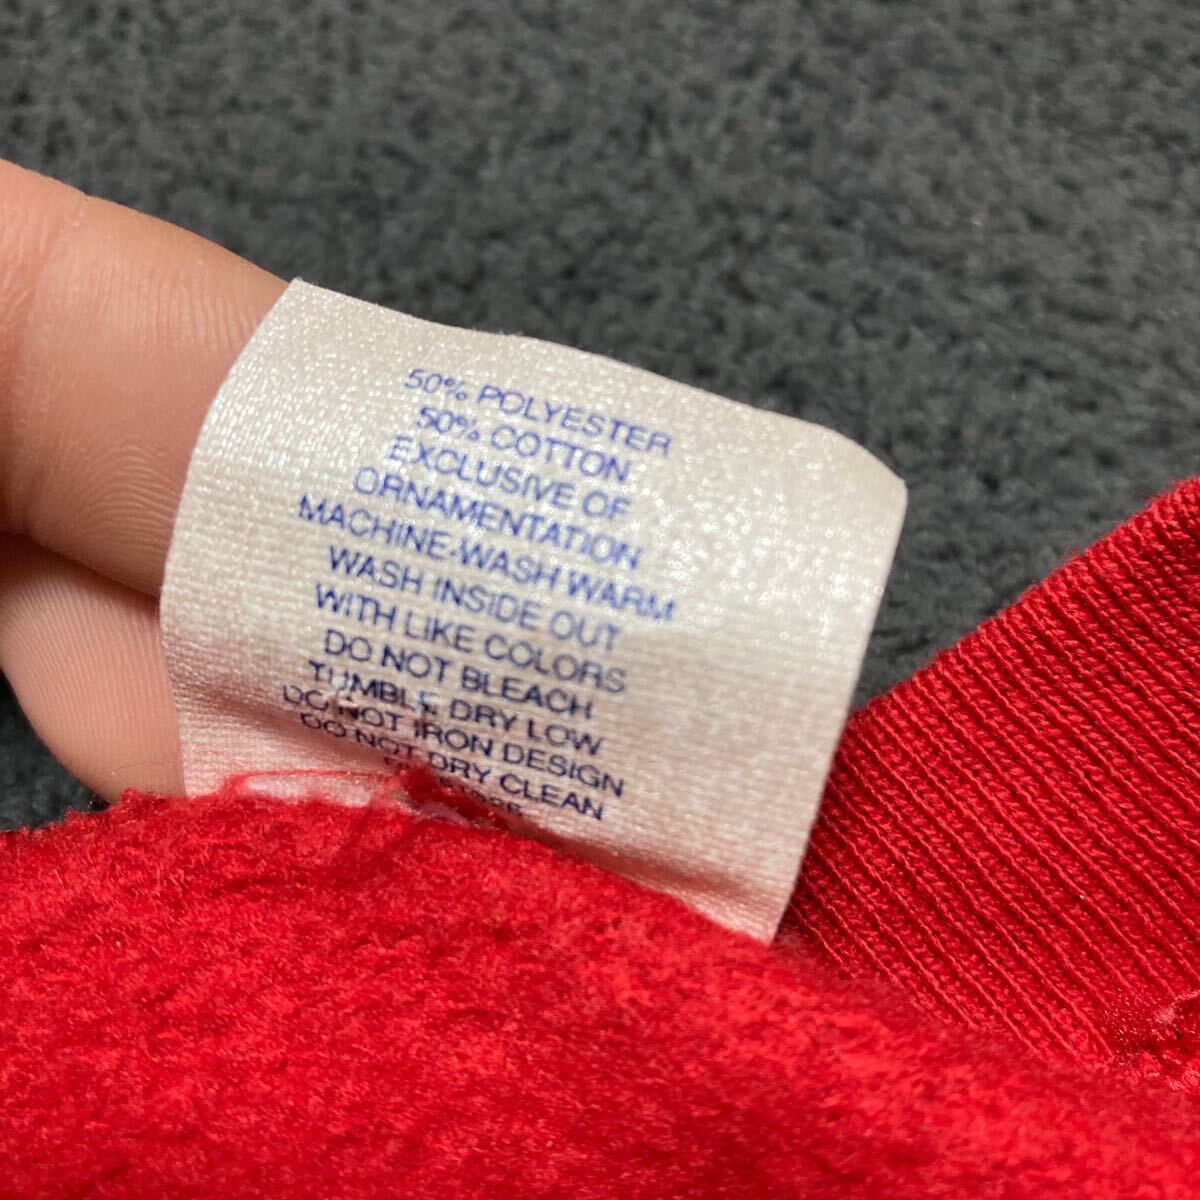 50% POLYESTER
50% COTTON
EXCLUSIVE OF
ORNAMENTATION
MACHINE-WASH WARM
WASH INSIDE OUT
WITH LIKE COLORS
DO NOT BLEACH
TUMBLE DRY LOW
DO NOT IRON DESIGN
DO NOT DRY CLEAN